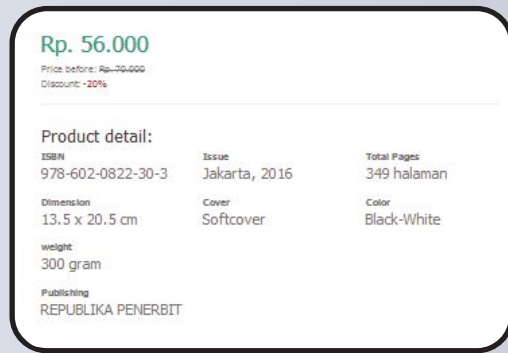 Rp. 56.000
Price before: Rp. 70.000
Discount: -20%
Product detail:
ISBN Issue Total Pages
978-602-0822-30-3 Jakarta, 2016 349 halaman
Dimension Cover Color
13.5 x 20.5 cm Softcover Black-White
weight
300 gram
Publishing
REPUBLIKA PENERBIT